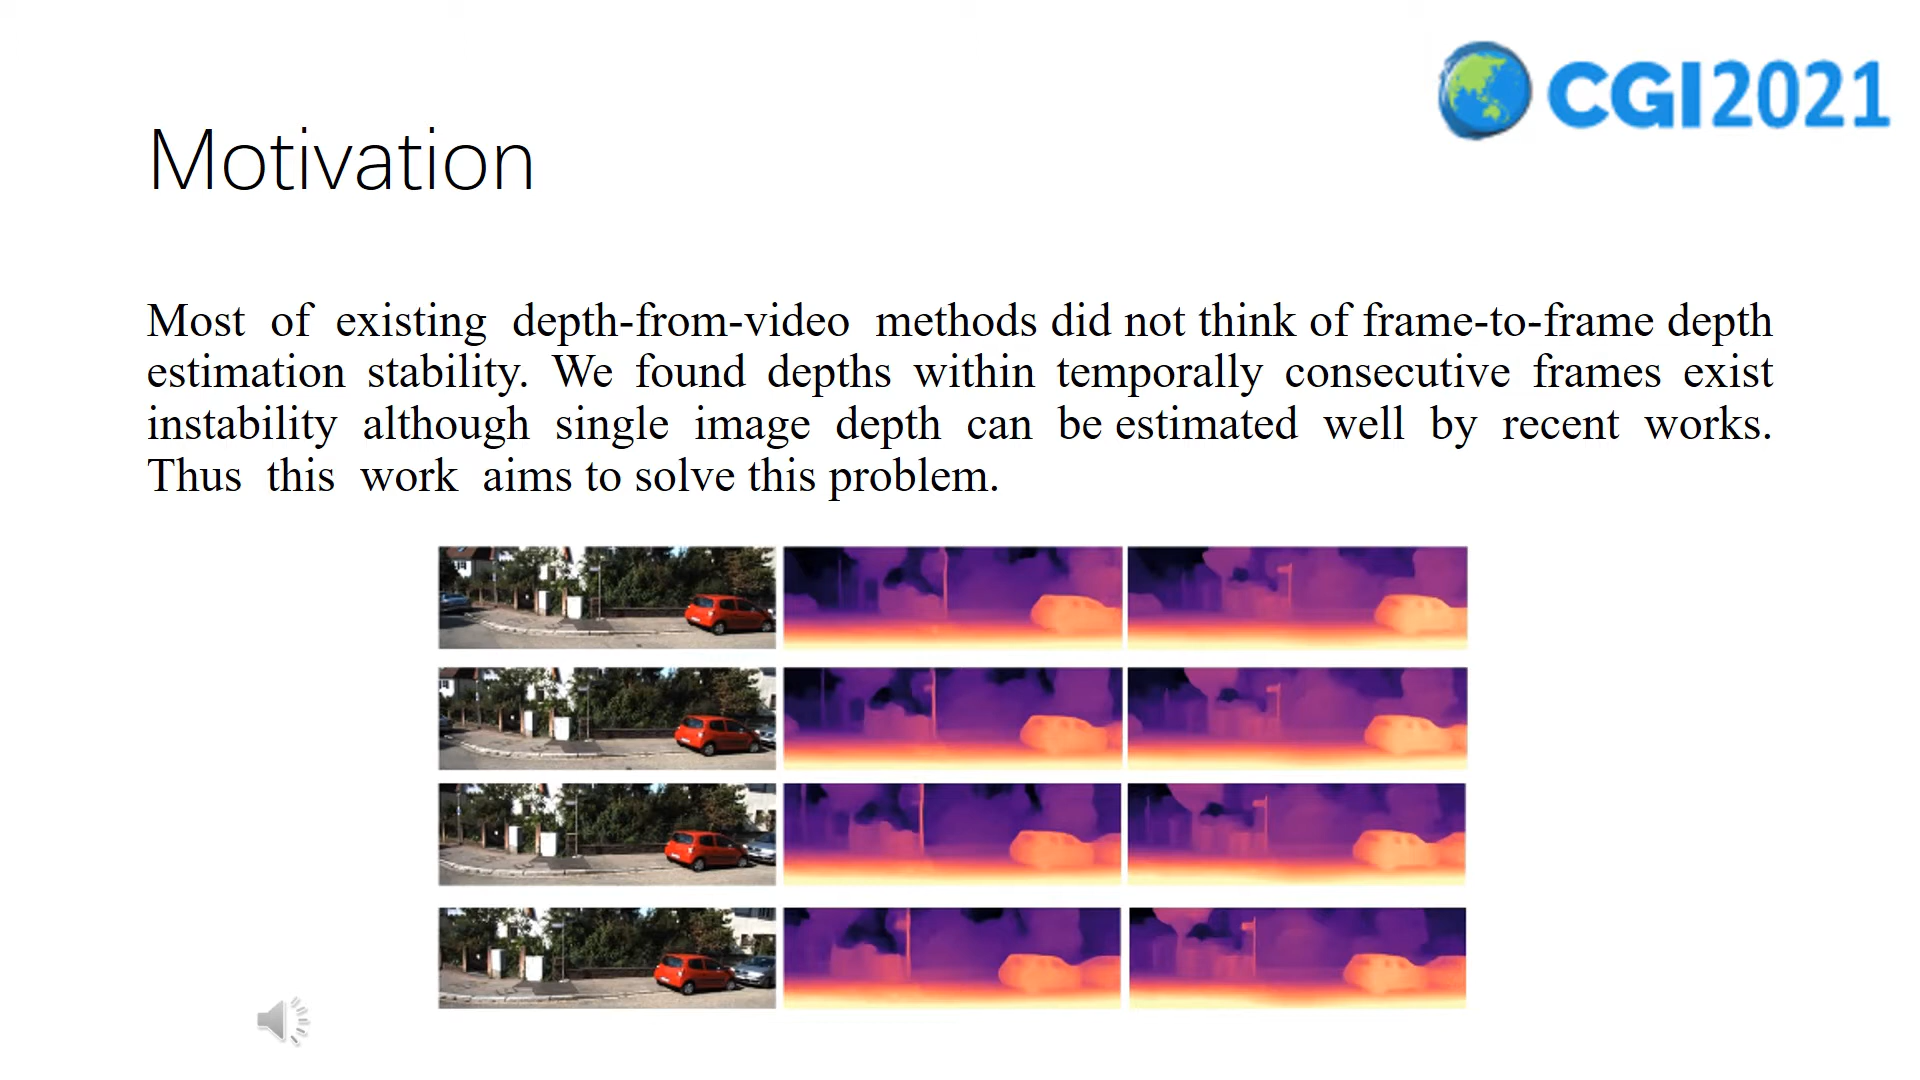 CGI2021
Motivation
Most of existing depth-from-video methods did not think of frame-to-frame depth
estimation stability. We found depths within temporally consecutive frames exist
instability although single image depth can be estimated well by recent works.
Thus this work aims to solve this problem.